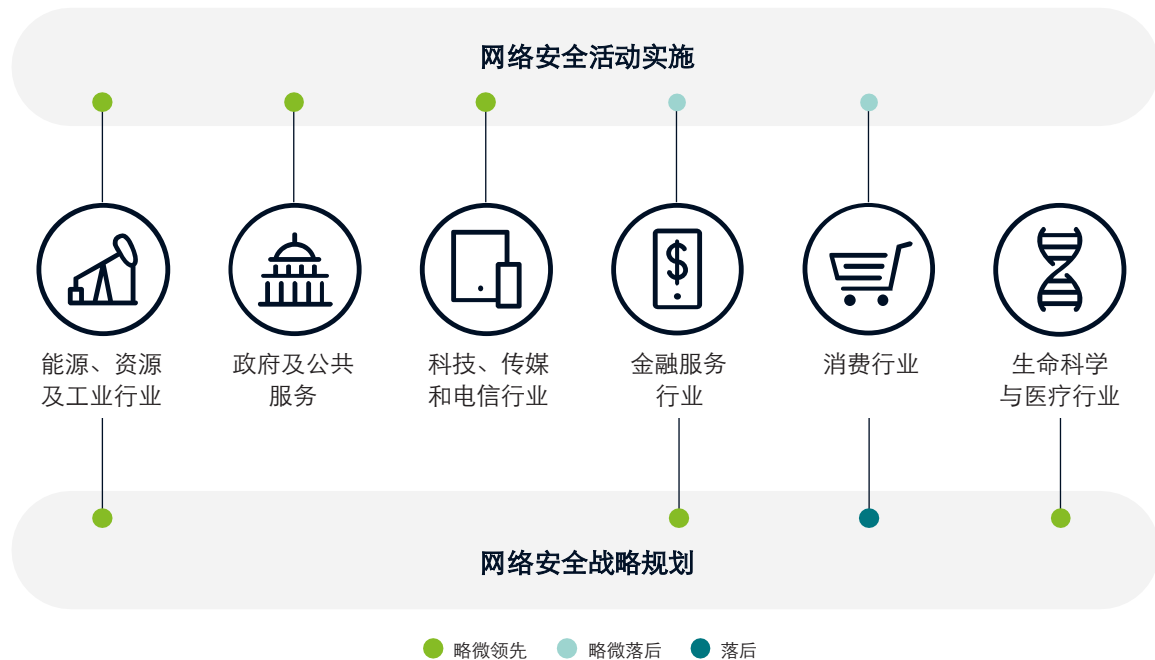 网络安全活动实施
能源、资源
及工业行业
政府及公共
服务
科技、传媒
和电信行业
金融服务
行业
消费行业
生命科学
与医疗行业
网络安全战略规划
略微领先
略微落后
落后